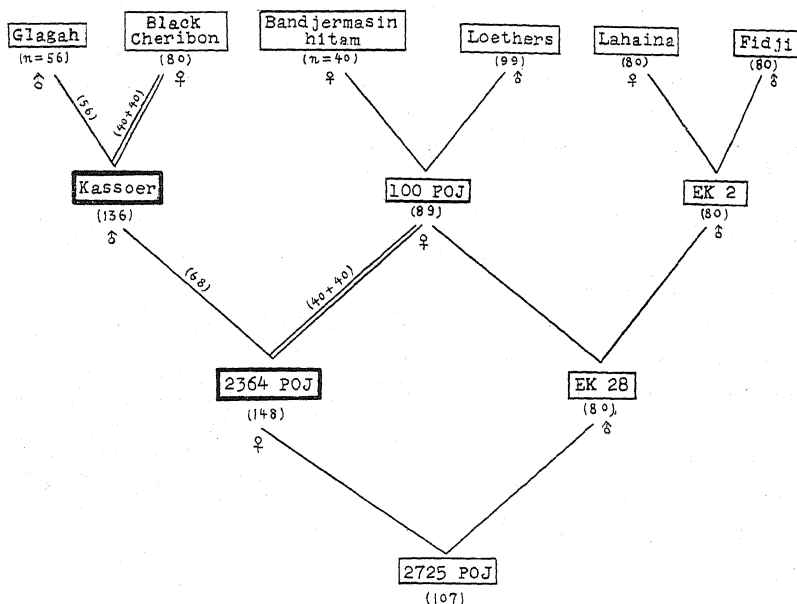 Glagah
(n=56)
♂
Black
Cheribon
(80)
♀
Bandjermasin
hitam
(n=40)
♀
Loethers
(99)
♂
Lahaina
(80)
♀
Fidji
(80)
♂
(56)
(40+40)
Kassoer
(136)
♂
100 POJ
(89)
♀
EK 2
(80)
♂
(68)
(40+40)
2364 POJ
(148)
♀
EK 28
(80)
♂
2725 POJ
(107)